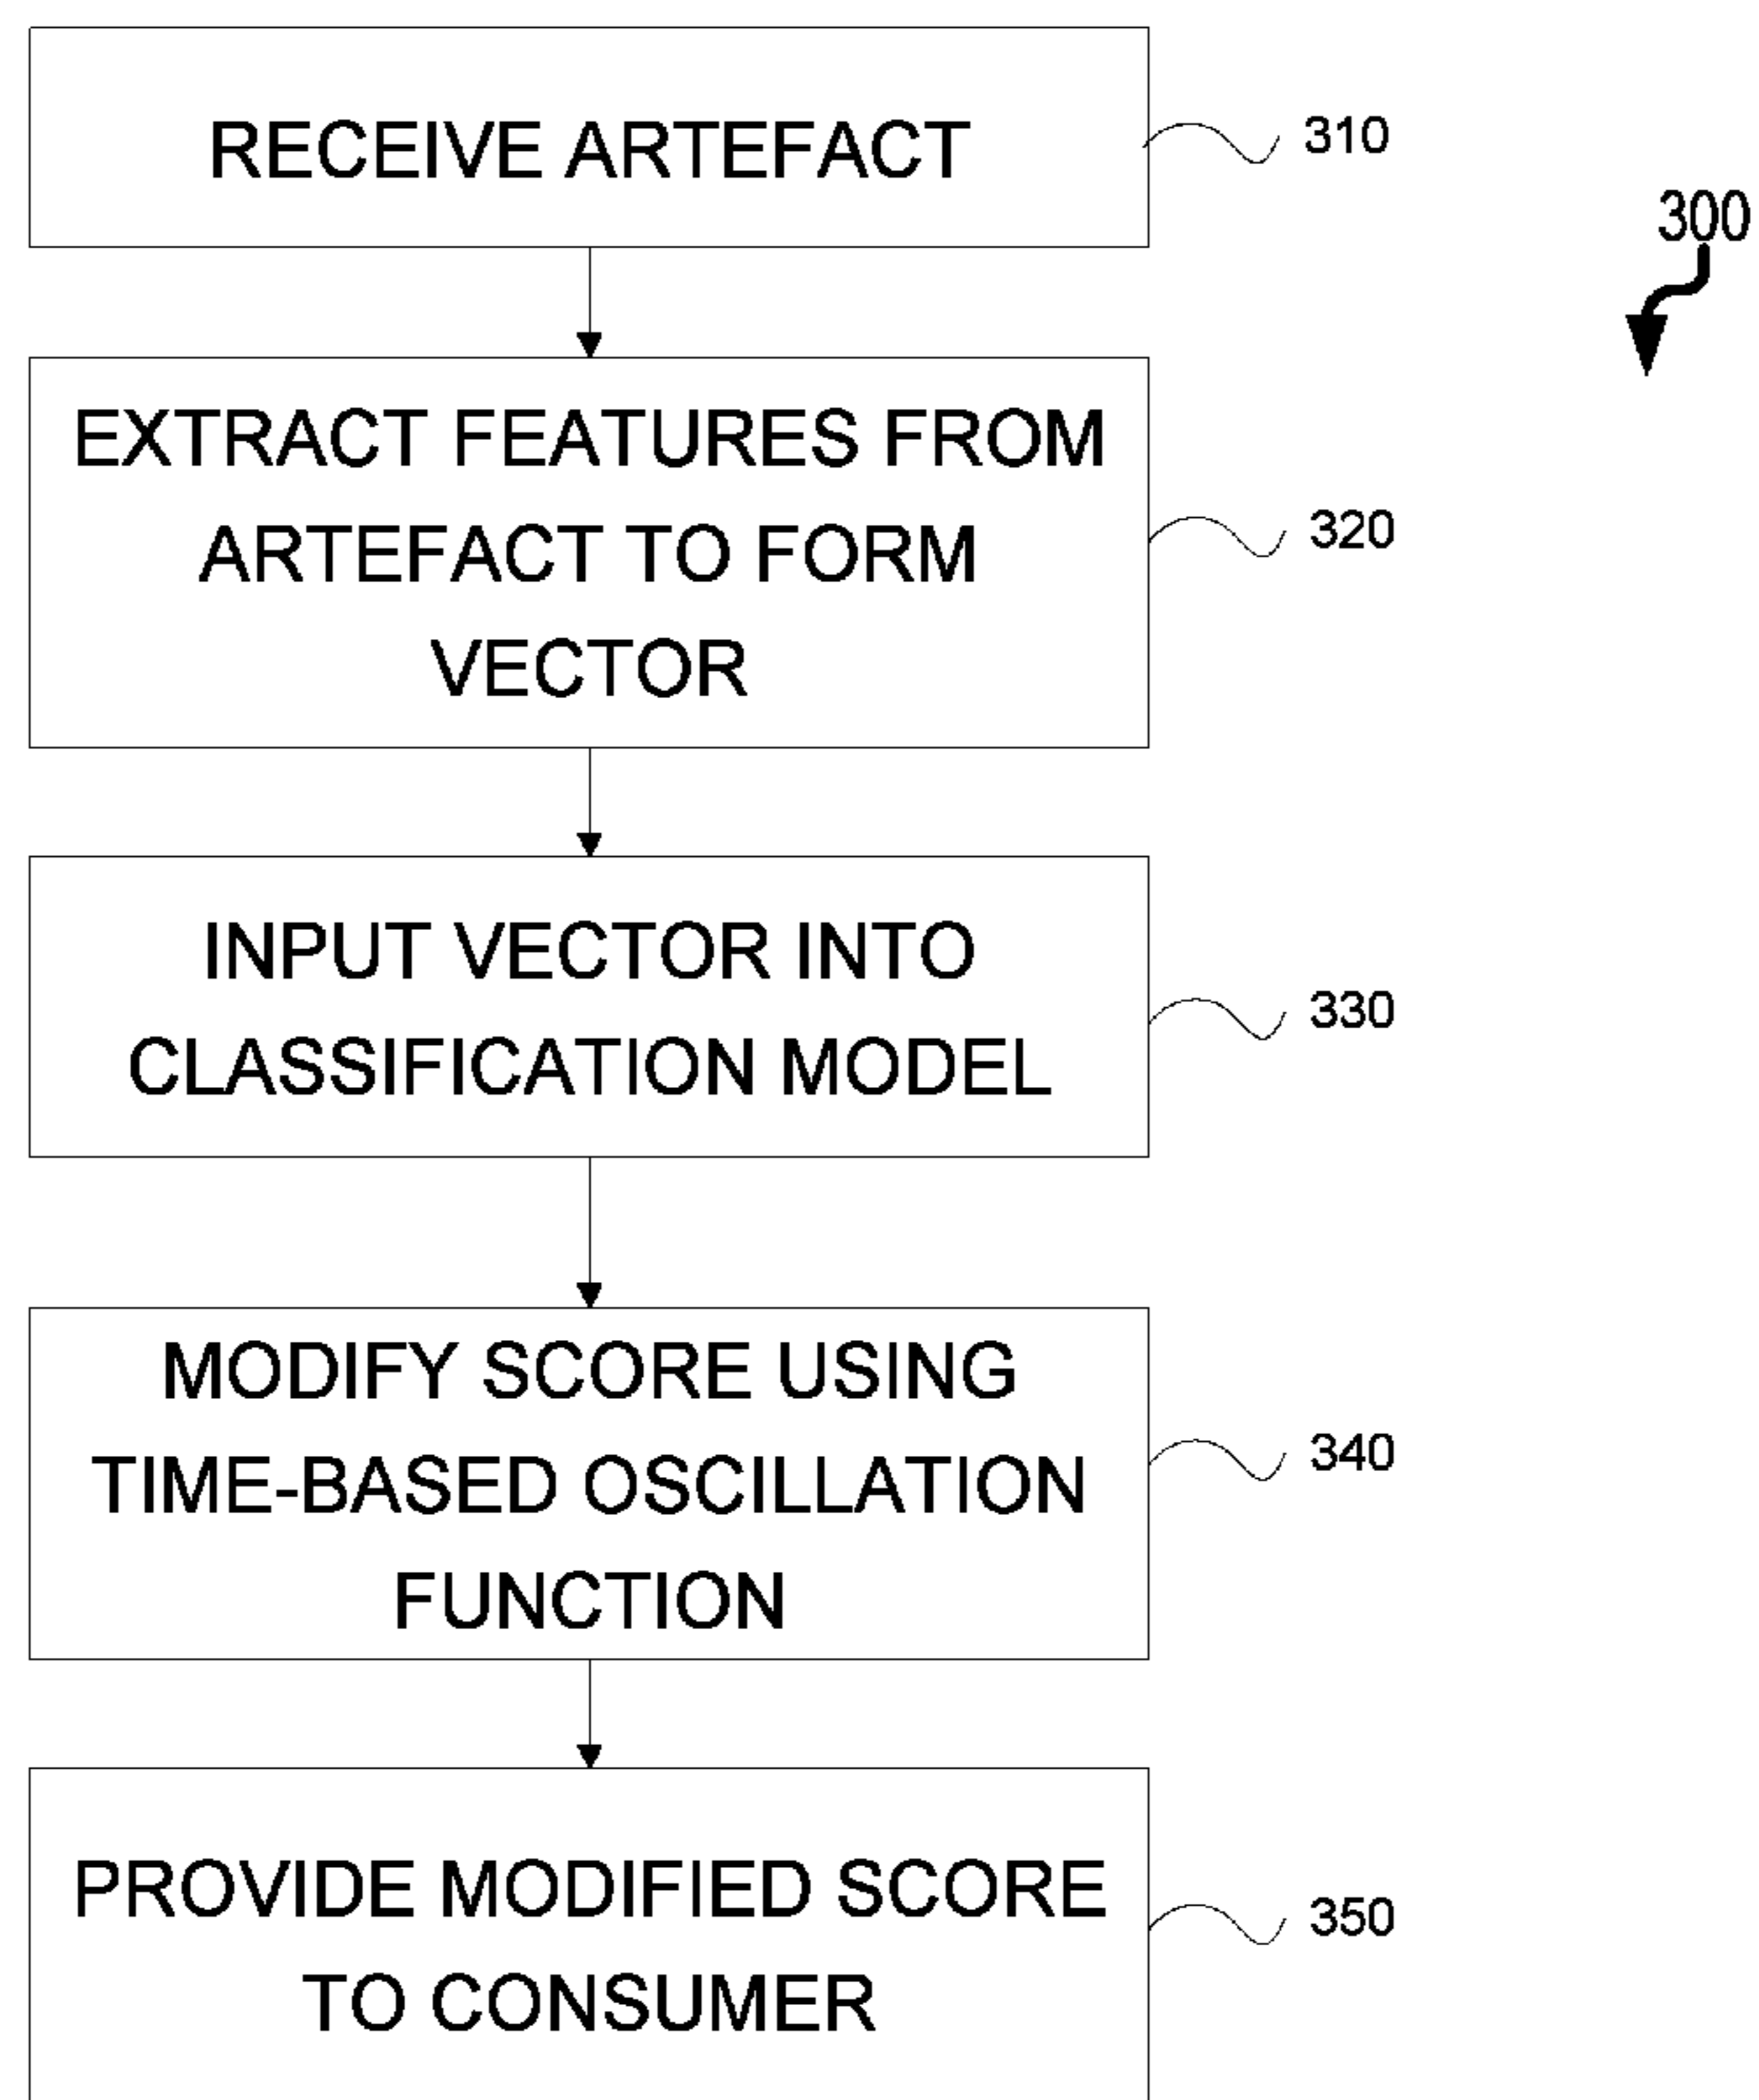 RECEIVE ARTEFACT
310
300
EXTRACT FEATURES FROM
ARTEFACT TO FORM
VECTOR
320
INPUT VECTOR INTO
CLASSIFICATION MODEL
330
MODIFY SCORE USING
TIME-BASED OSCILLATION
FUNCTION
340
PROVIDE MODIFIED SCORE
TO CONSUMER
350